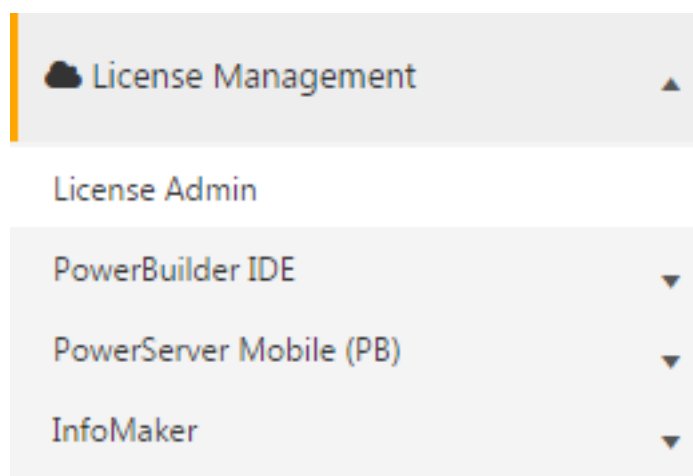 License Management
License Admin
PowerBuilder IDE
PowerServer Mobile (PB)
InfoMaker